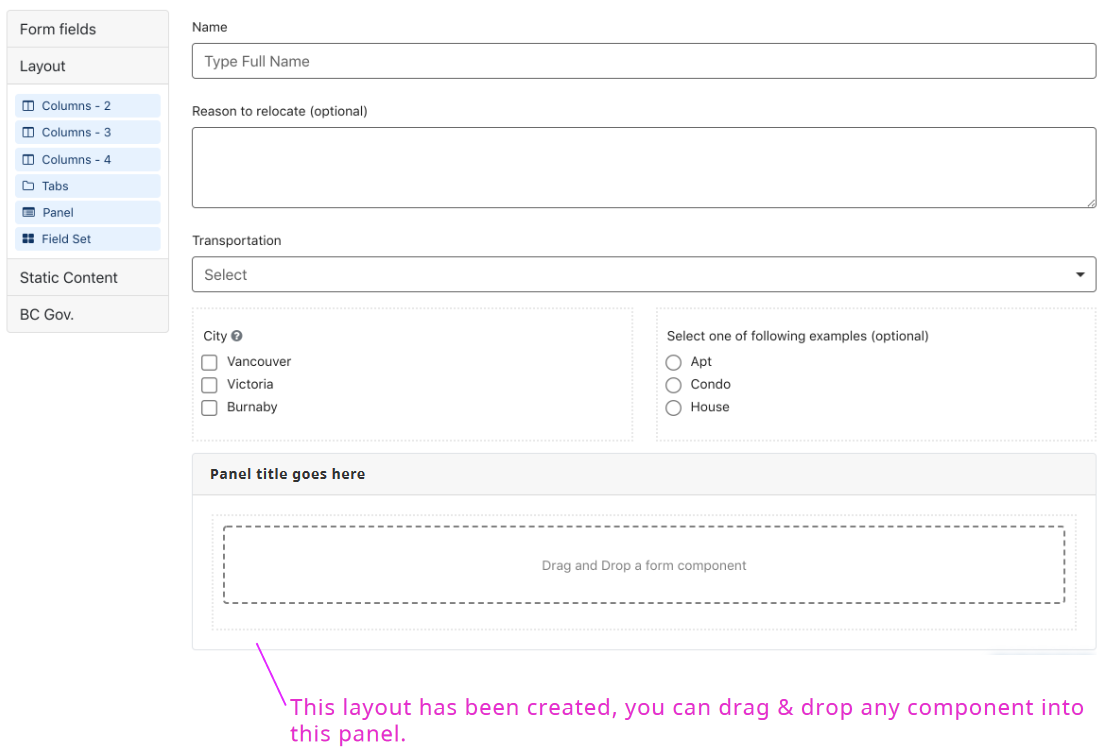 Form fields
Layout
Columns - 2
Columns - 3
Columns - 4
Tabs
Panel
Field Set
Static Content
BC Gov.
Name
Type Full Name
Reason to relocate (optional)
Transportation
Select
City
Vancouver
Victoria
Burnaby
Select one of following examples (optional)
Apt
Condo
House
Panel title goes here
Drag and Drop a form component
This layout has been created, you can drag & drop any component into
this panel.